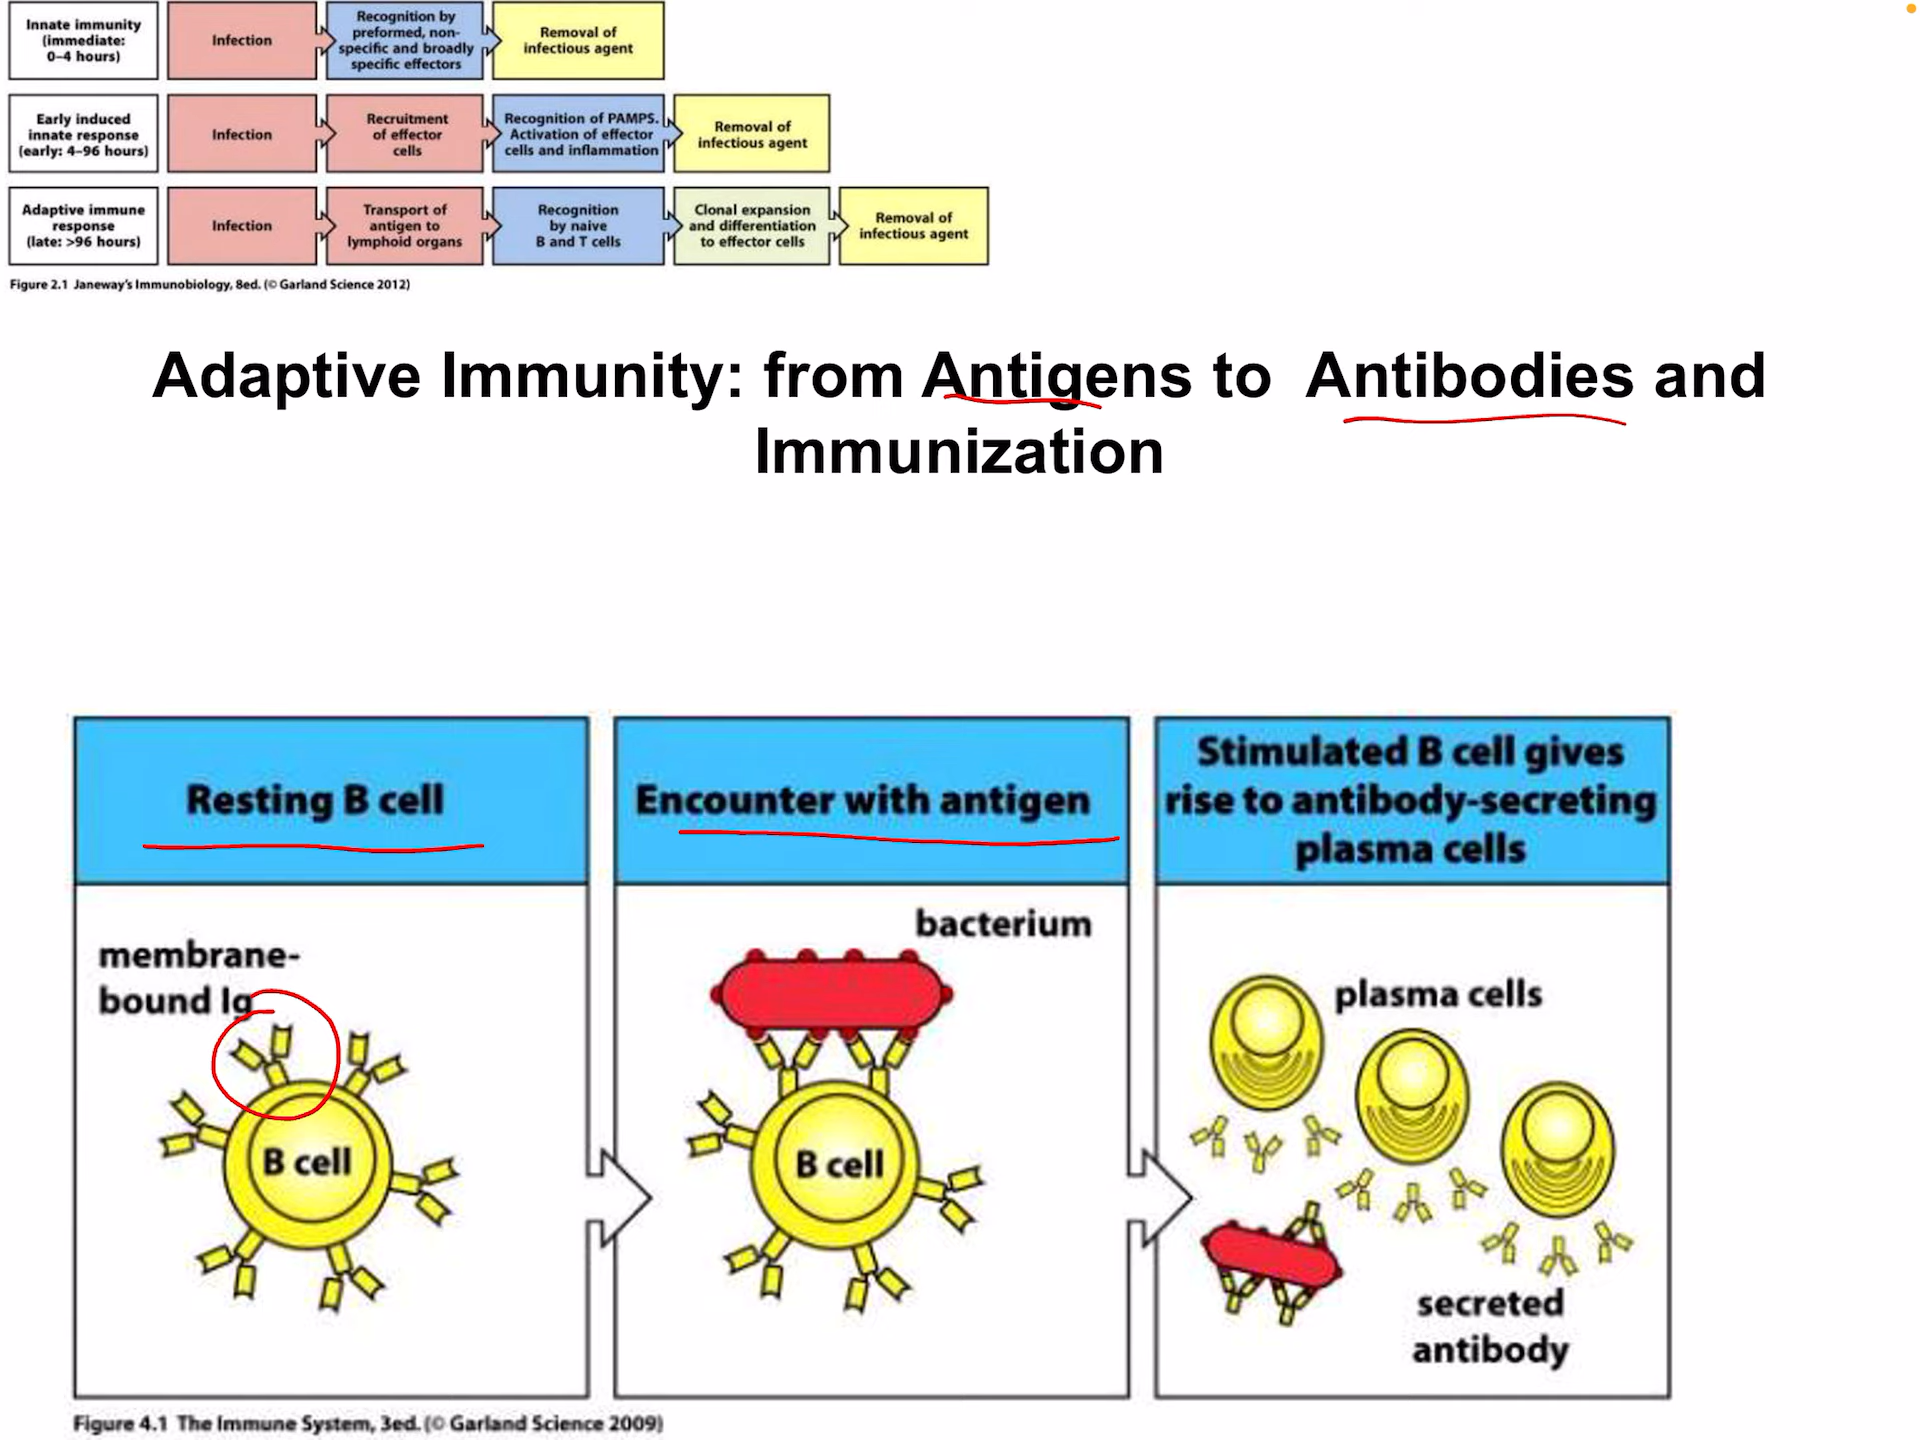 Innate immunity
(immediate:
0–4 hours)
Infection
Recognition by
preformed, non-
specific and broadly
specific effectors
Removal of
infectious agent
Early induced
innate response
(early: 4–96 hours)
Infection
Recruitment
of effector
cells
Recognition of PAMPS.
Activation of effector
cells and inflammation
Removal of
infectious agent
Adaptive immune
response
(late: >96 hours)
Infection
Transport of
antigen to
lymphoid organs
Recognition
by naive
B and T cells
Clonal expansion
and differentiation
to effector cells
Removal of
infectious agent
Figure 2.1 Janeway's Immunobiology, 8ed. (© Garland Science 2012)
Adaptive Immunity: from Antigens to Antibodies and
Immunization
Resting B cell
membrane-
bound Ig
B cell
Encounter with antigen
bacterium
B cell
Stimulated B cell gives
rise to antibody-secreting
plasma cells
plasma cells
secreted
antibody
Figure 4.1 The Immune System, 3ed. (© Garland Science 2009)